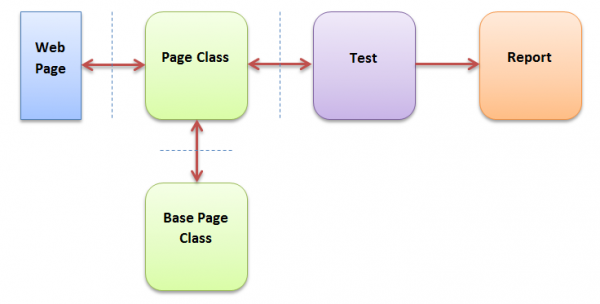 Web
Page
Page Class
Test
Report
Base Page
Class